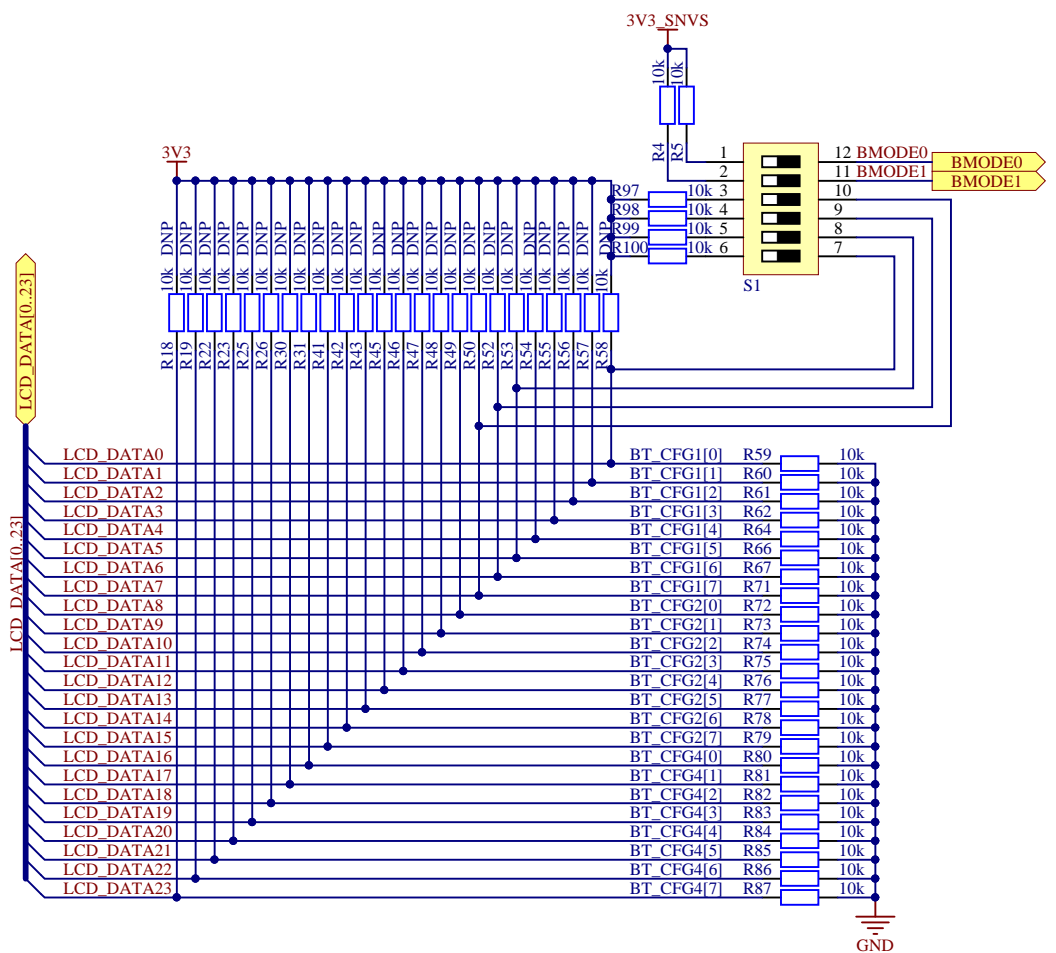 3V3_SNVS
10k 10k
R4 R5
3V3
1 12 BMODE0 BMODE0
2 11 BMODE1 BMODE1
R97 10k 3 10
R98 10k 4 9
R99 10k 5 8
R100 10k 6 7
S1
10k DNP 10k DNP 10k DNP 10k DNP 10k DNP 10k DNP 10k DNP 10k DNP 10k DNP 10k DNP 10k DNP 10k DNP 10k DNP 10k DNP 10k DNP 10k DNP 10k DNP 10k DNP 10k DNP 10k DNP 10k DNP 10k DNP 10k DNP 10k DNP
R18 R19 R22 R23 R25 R26 R30 R31 R41 R42 R43 R45 R46 R47 R48 R49 R50 R52 R53 R54 R55 R56 R57 R58
LCD_DATA[0..23]
LCD_DATA[0..23]
LCD_DATA0 BT_CFG1[0] R59 10k
LCD_DATA1 BT_CFG1[1] R60 10k
LCD_DATA2 BT_CFG1[2] R61 10k
LCD_DATA3 BT_CFG1[3] R62 10k
LCD_DATA4 BT_CFG1[4] R64 10k
LCD_DATA5 BT_CFG1[5] R66 10k
LCD_DATA6 BT_CFG1[6] R67 10k
LCD_DATA7 BT_CFG1[7] R71 10k
LCD_DATA8 BT_CFG2[0] R72 10k
LCD_DATA9 BT_CFG2[1] R73 10k
LCD_DATA10 BT_CFG2[2] R74 10k
LCD_DATA11 BT_CFG2[3] R75 10k
LCD_DATA12 BT_CFG2[4] R76 10k
LCD_DATA13 BT_CFG2[5] R77 10k
LCD_DATA14 BT_CFG2[6] R78 10k
LCD_DATA15 BT_CFG2[7] R79 10k
LCD_DATA16 BT_CFG4[0] R80 10k
LCD_DATA17 BT_CFG4[1] R81 10k
LCD_DATA18 BT_CFG4[2] R82 10k
LCD_DATA19 BT_CFG4[3] R83 10k
LCD_DATA20 BT_CFG4[4] R84 10k
LCD_DATA21 BT_CFG4[5] R85 10k
LCD_DATA22 BT_CFG4[6] R86 10k
LCD_DATA23 BT_CFG4[7] R87 10k
GND